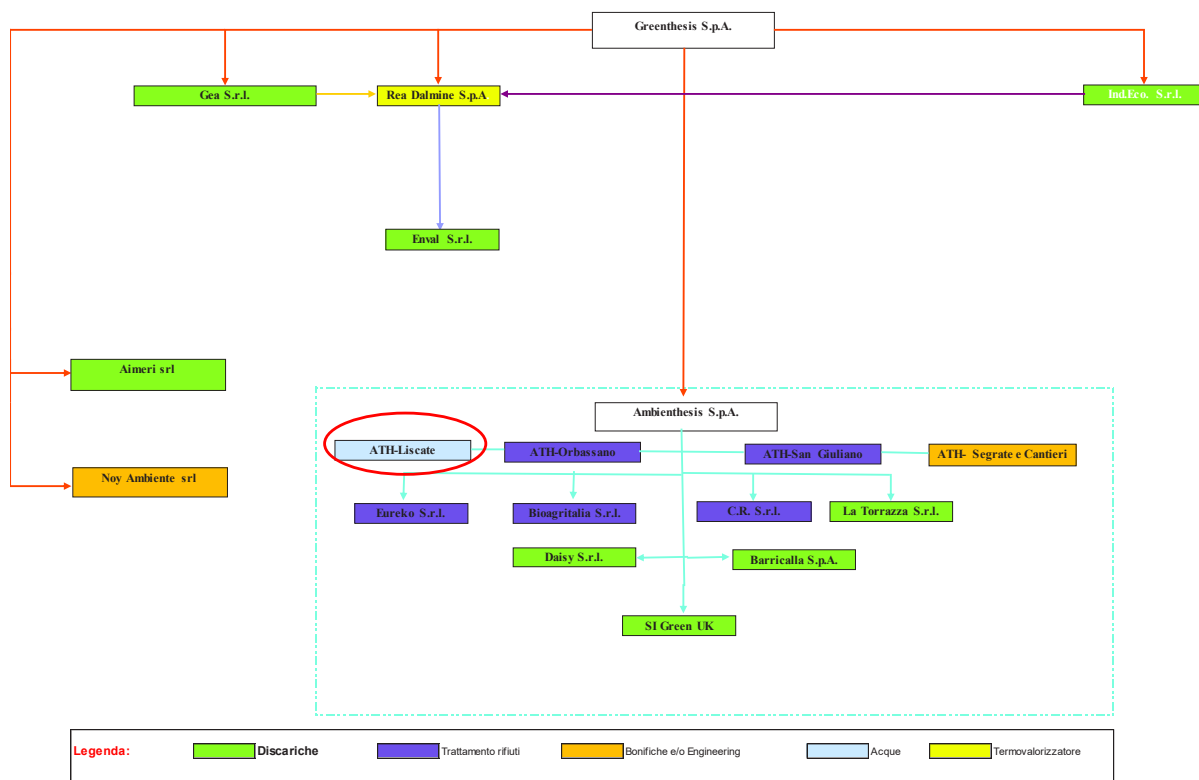 Greenthesis S.p.A.
Gea S.r.l.
Rea Dalmine S.p.A
Ind.Eco. S.r.l.
Enval S.r.l.
Aimeri srl
Ambienthesis S.p.A.
ATH-Liscate
ATH-Orbassano
ATH-San Giuliano
ATH- Segrate e Cantieri
Noy Ambiente srl
Eureko S.r.l.
Bioagritalia S.r.l.
C.R. S.r.l.
La Torrazza S.r.l.
Daisy S.r.l.
Barricalla S.p.A.
SI Green UK
Legenda:
Discariche
Trattamento rifiuti
Bonifiche e/o Engineering
Acque
Termovalorizzatore